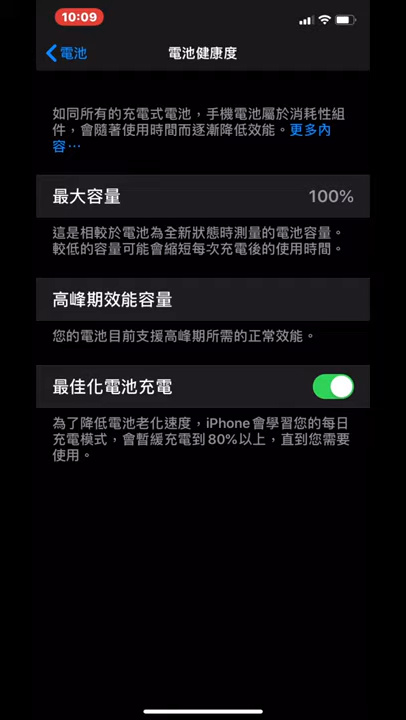 10:09
電池
電池健康度
如同所有的充電式電池，手機電池屬於消耗性組
件，會隨著使用時間而逐漸降低效能。更多內
容…
最大容量 100%
這是相較於電池為全新狀態時測量的電池容量。
較低的容量可能會縮短每次充電後的使用時間。
高峰期效能容量
您的電池目前支援高峰期所需的正常效能。
最佳化電池充電
為了降低電池老化速度，iPhone會學習您的每日
充電模式，會暫緩充電到80%以上，直到您需要
使用。